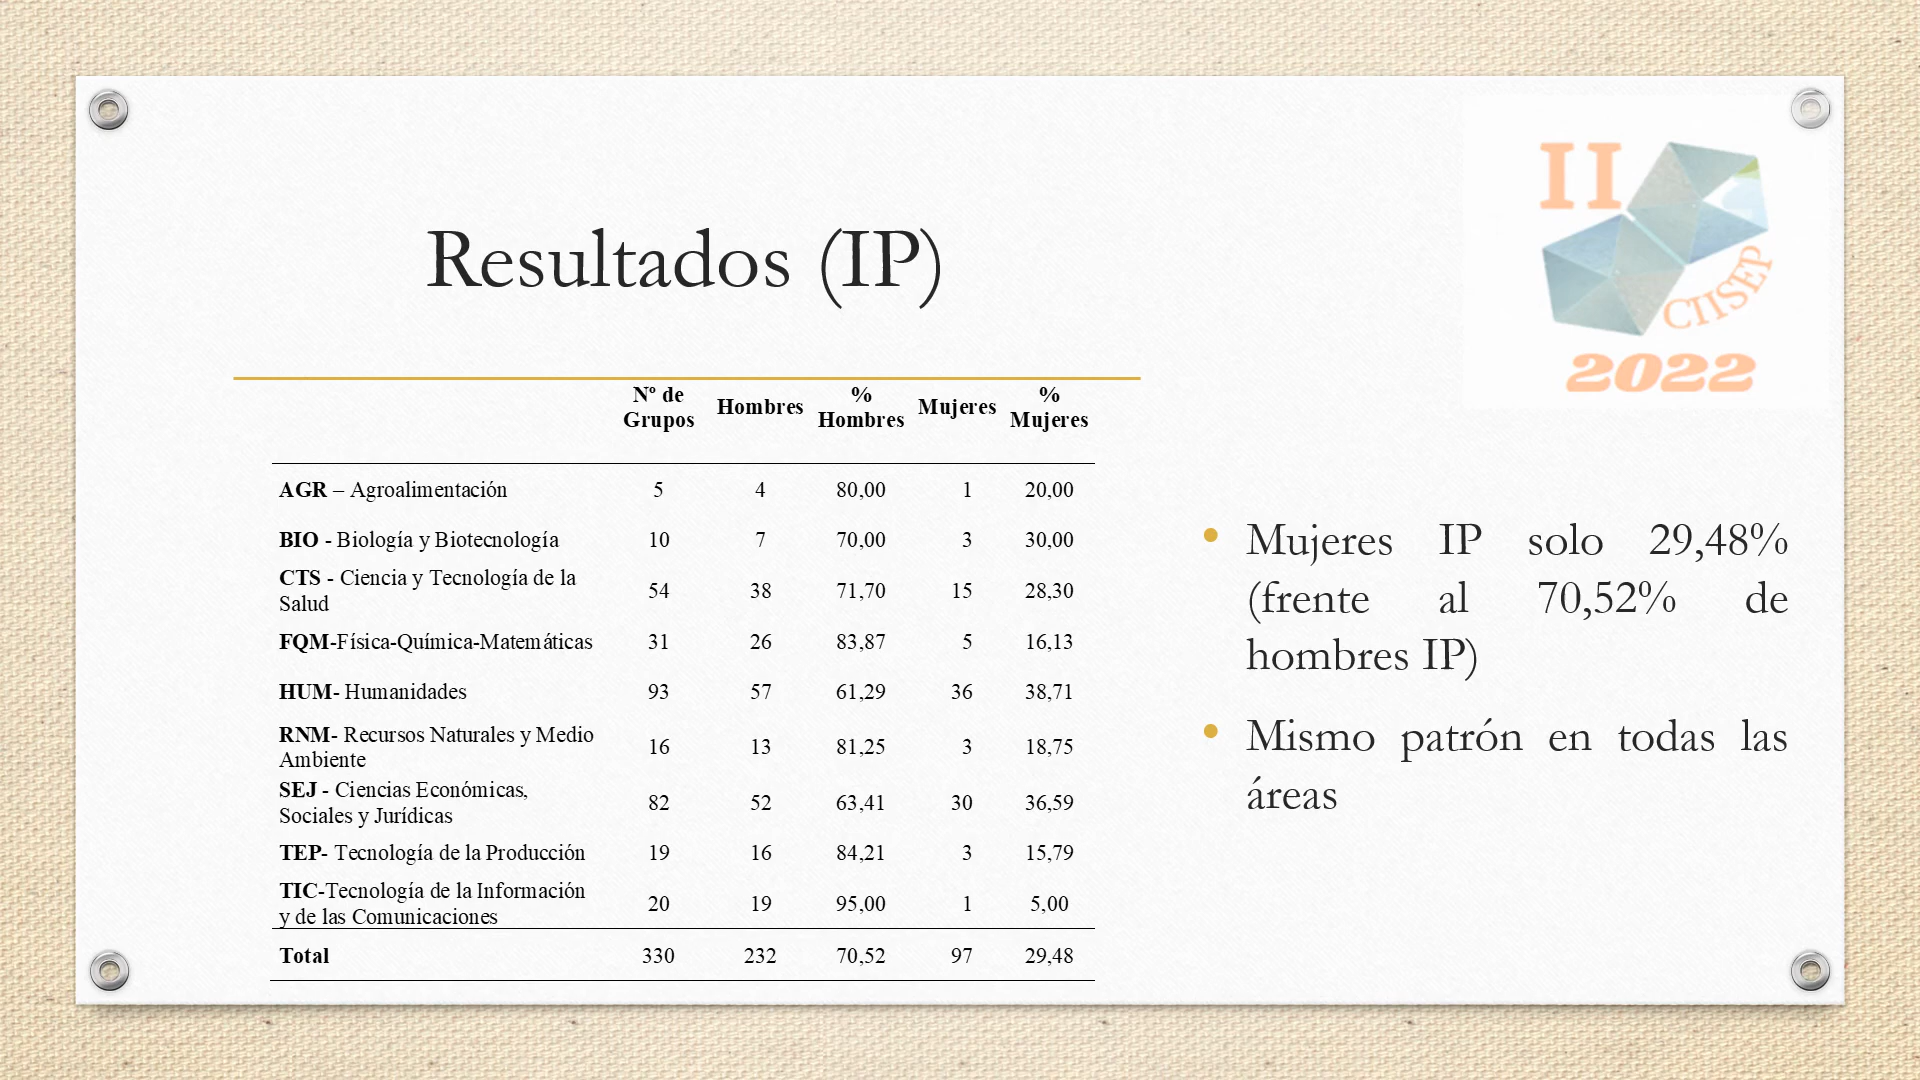 II
CIISEP
2022
Resultados (IP)
Nº de Grupos Hombres % Hombres Mujeres % Mujeres
AGR – Agroalimentación 5 4 80,00 1 20,00
BIO - Biología y Biotecnología 10 7 70,00 3 30,00
CTS - Ciencia y Tecnología de la Salud 54 38 71,70 15 28,30
FQM-Física-Química-Matemáticas 31 26 83,87 5 16,13
HUM- Humanidades 93 57 61,29 36 38,71
RNM- Recursos Naturales y Medio Ambiente 16 13 81,25 3 18,75
SEJ - Ciencias Económicas, Sociales y Jurídicas 82 52 63,41 30 36,59
TEP- Tecnología de la Producción 19 16 84,21 3 15,79
TIC-Tecnología de la Información y de las Comunicaciones 20 19 95,00 1 5,00
Total 330 232 70,52 97 29,48
• Mujeres IP solo 29,48%
(frente al 70,52% de
hombres IP)
• Mismo patrón en todas las
áreas